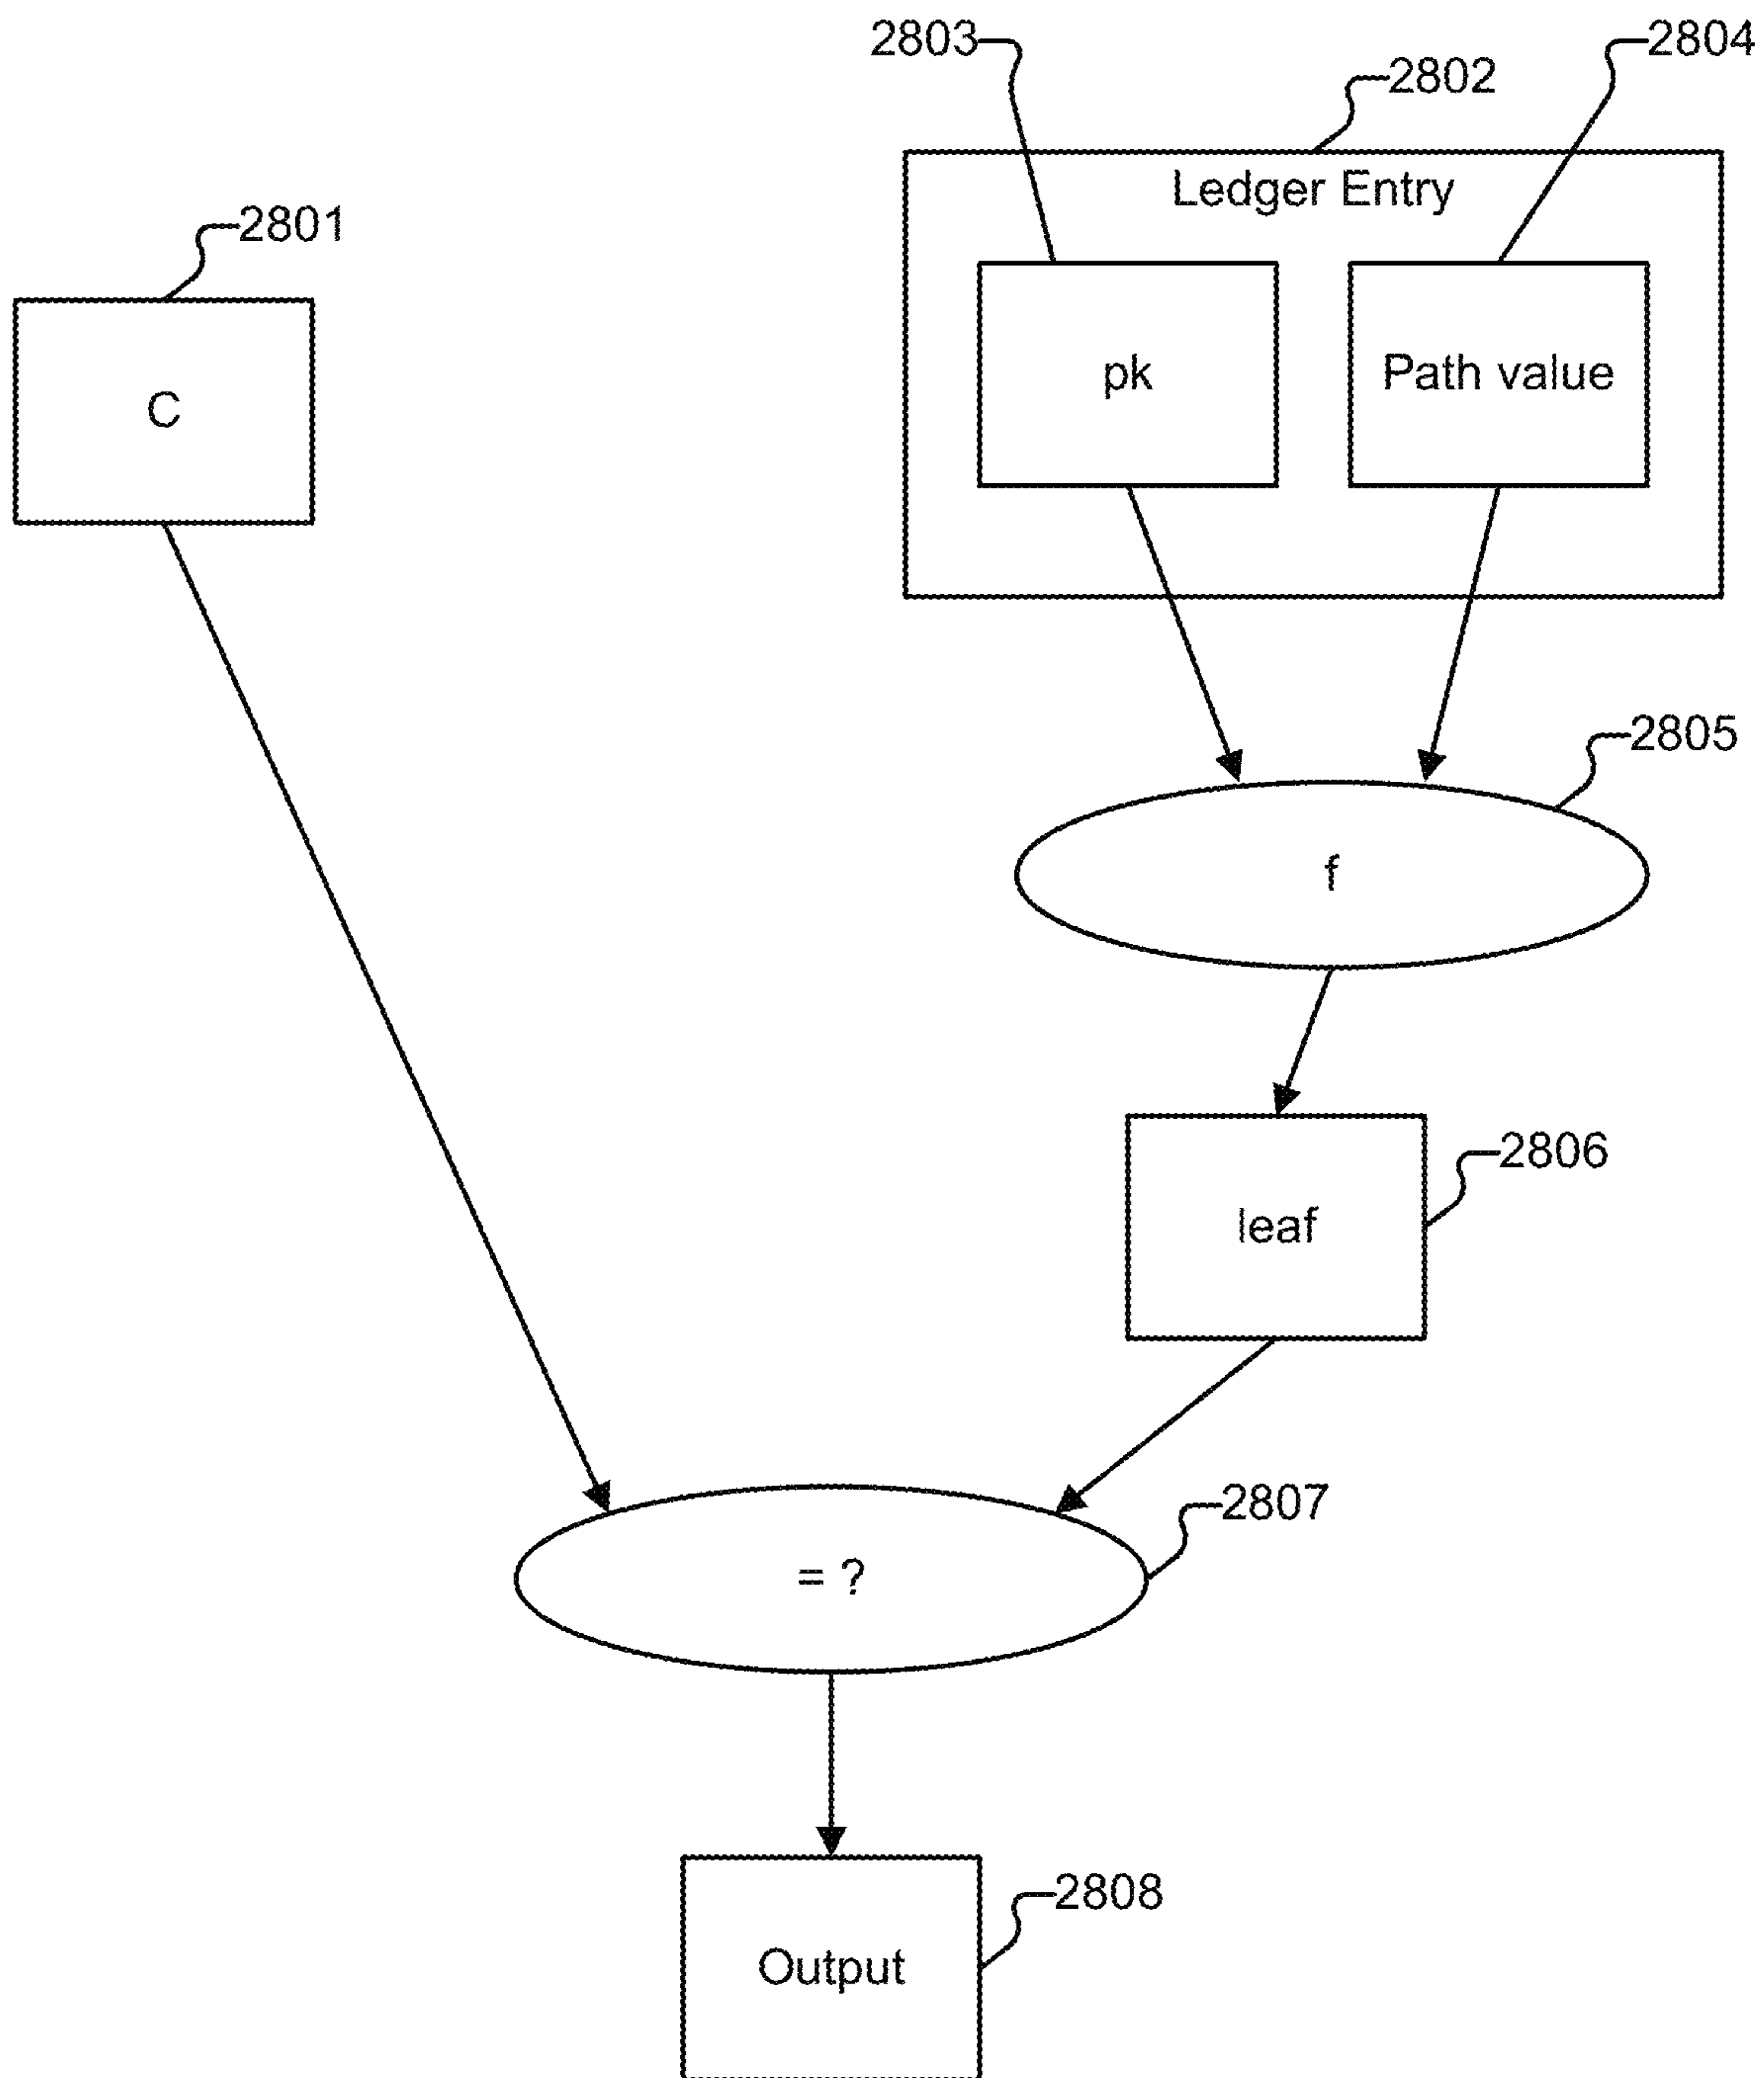 2803
2804
2802
Ledger Entry
2801
pk
Path value
C
2805
f
2806
leaf
2807
= ?
2808
Output